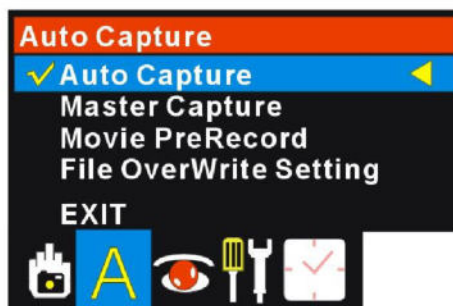 Auto Capture
Auto Capture
Master Capture
Movie PreRecord
File OverWrite Setting
EXIT
A